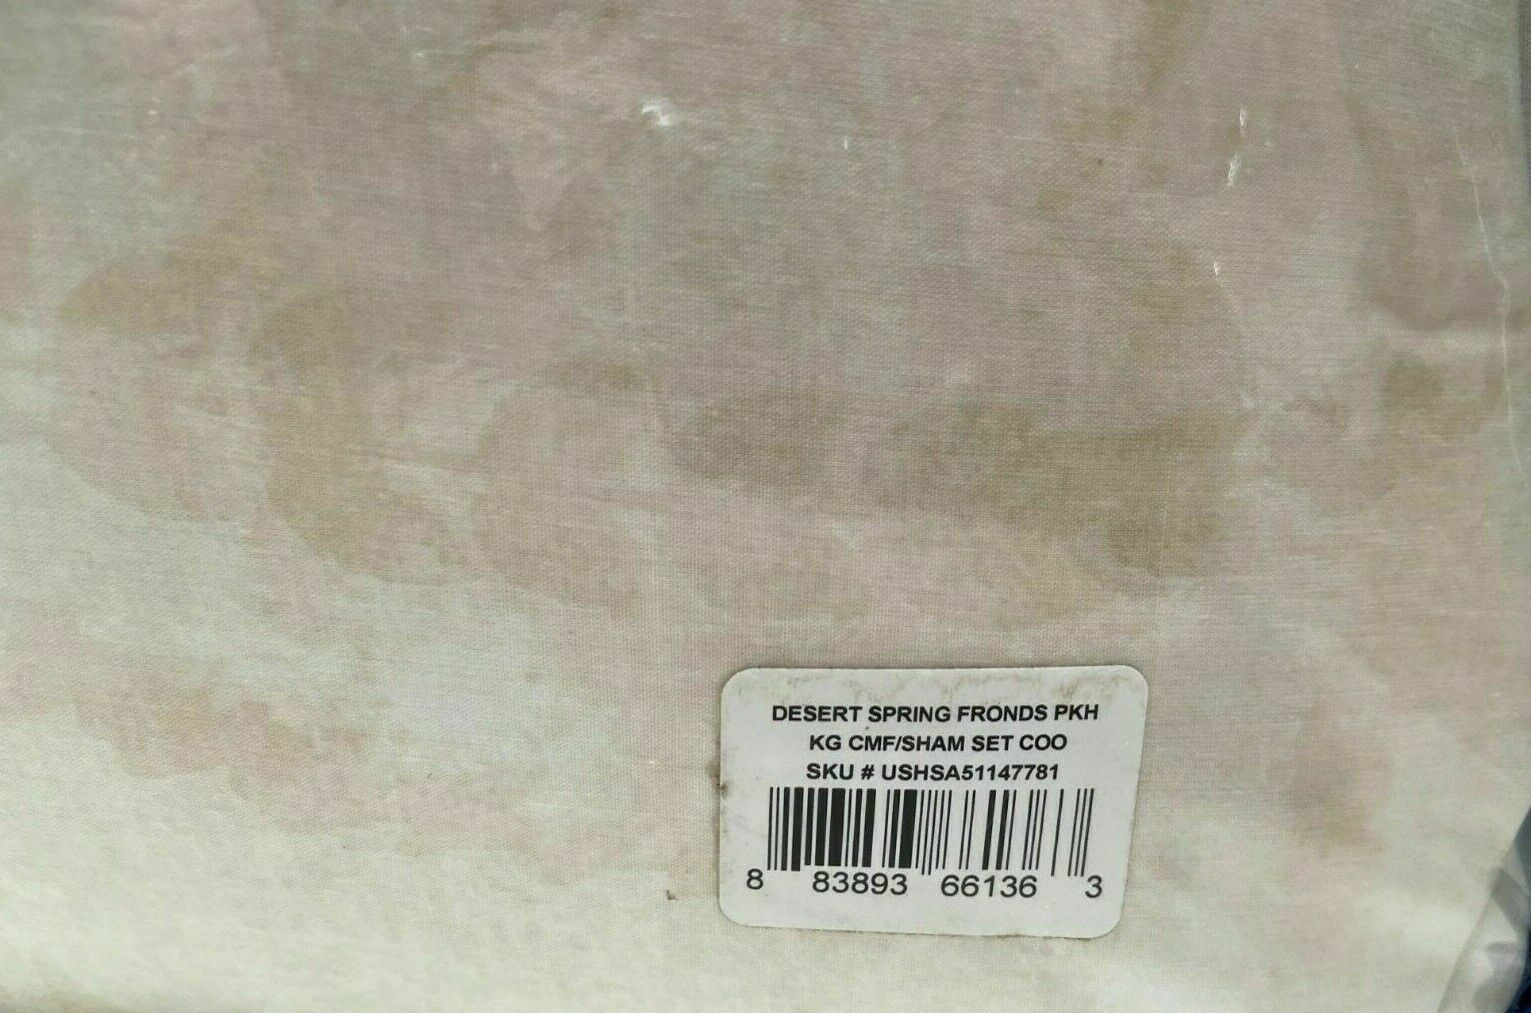 DESERT SPRING FRONDS PKH
KG CMF/SHAM SET COO
SKU # USHSA51147781
8 83893 66136 3